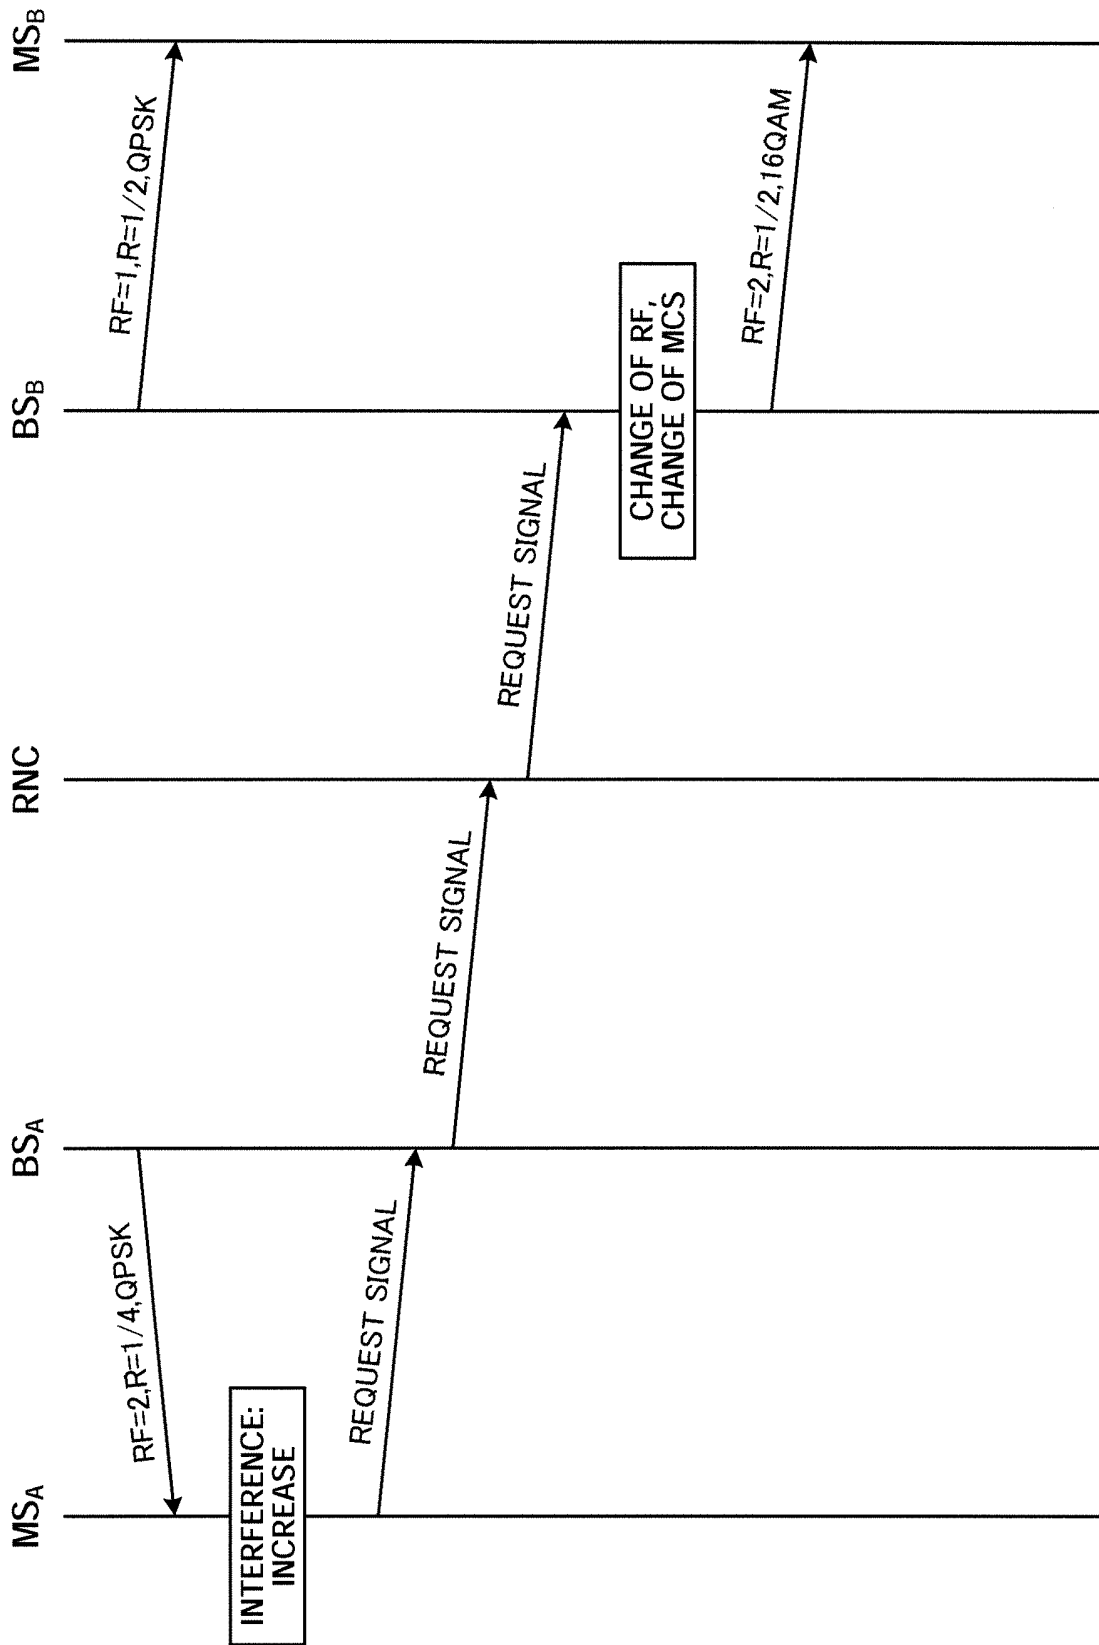 MSA
BSA
RNC
BSB
MSB
RF=2,R=1/4,QPSK
RF=1,R=1/2,QPSK
INTERFERENCE:
INCREASE
REQUEST SIGNAL
REQUEST SIGNAL
REQUEST SIGNAL
CHANGE OF RF,
CHANGE OF MCS
RF=2,R=1/2,16QAM